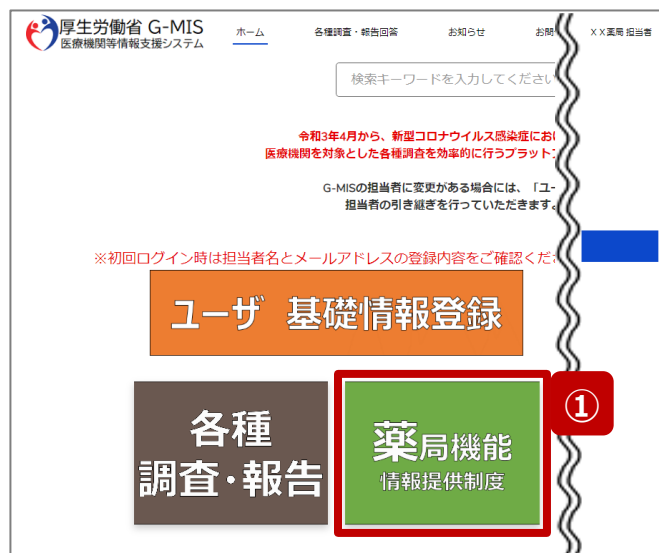 厚生労働省 G-MIS
医療機関等情報支援システム
ホーム
各種調査・報告回答
お知らせ
お問
XX薬局 担当者
検索キーワードを入力してください
令和3年4月から、新型コロナウイルス感染症にお
医療機関を対象とした各種調査を効率的に行うプラット
G-MISの担当者に変更がある場合には、「ユー
担当者の引き継ぎを行っていただきます。
※初回ログイン時は担当者名とメールアドレスの登録内容をご確認くだ
ユーザ 基礎情報登録
各種
調査・報告
薬局機能
情報提供制度
①